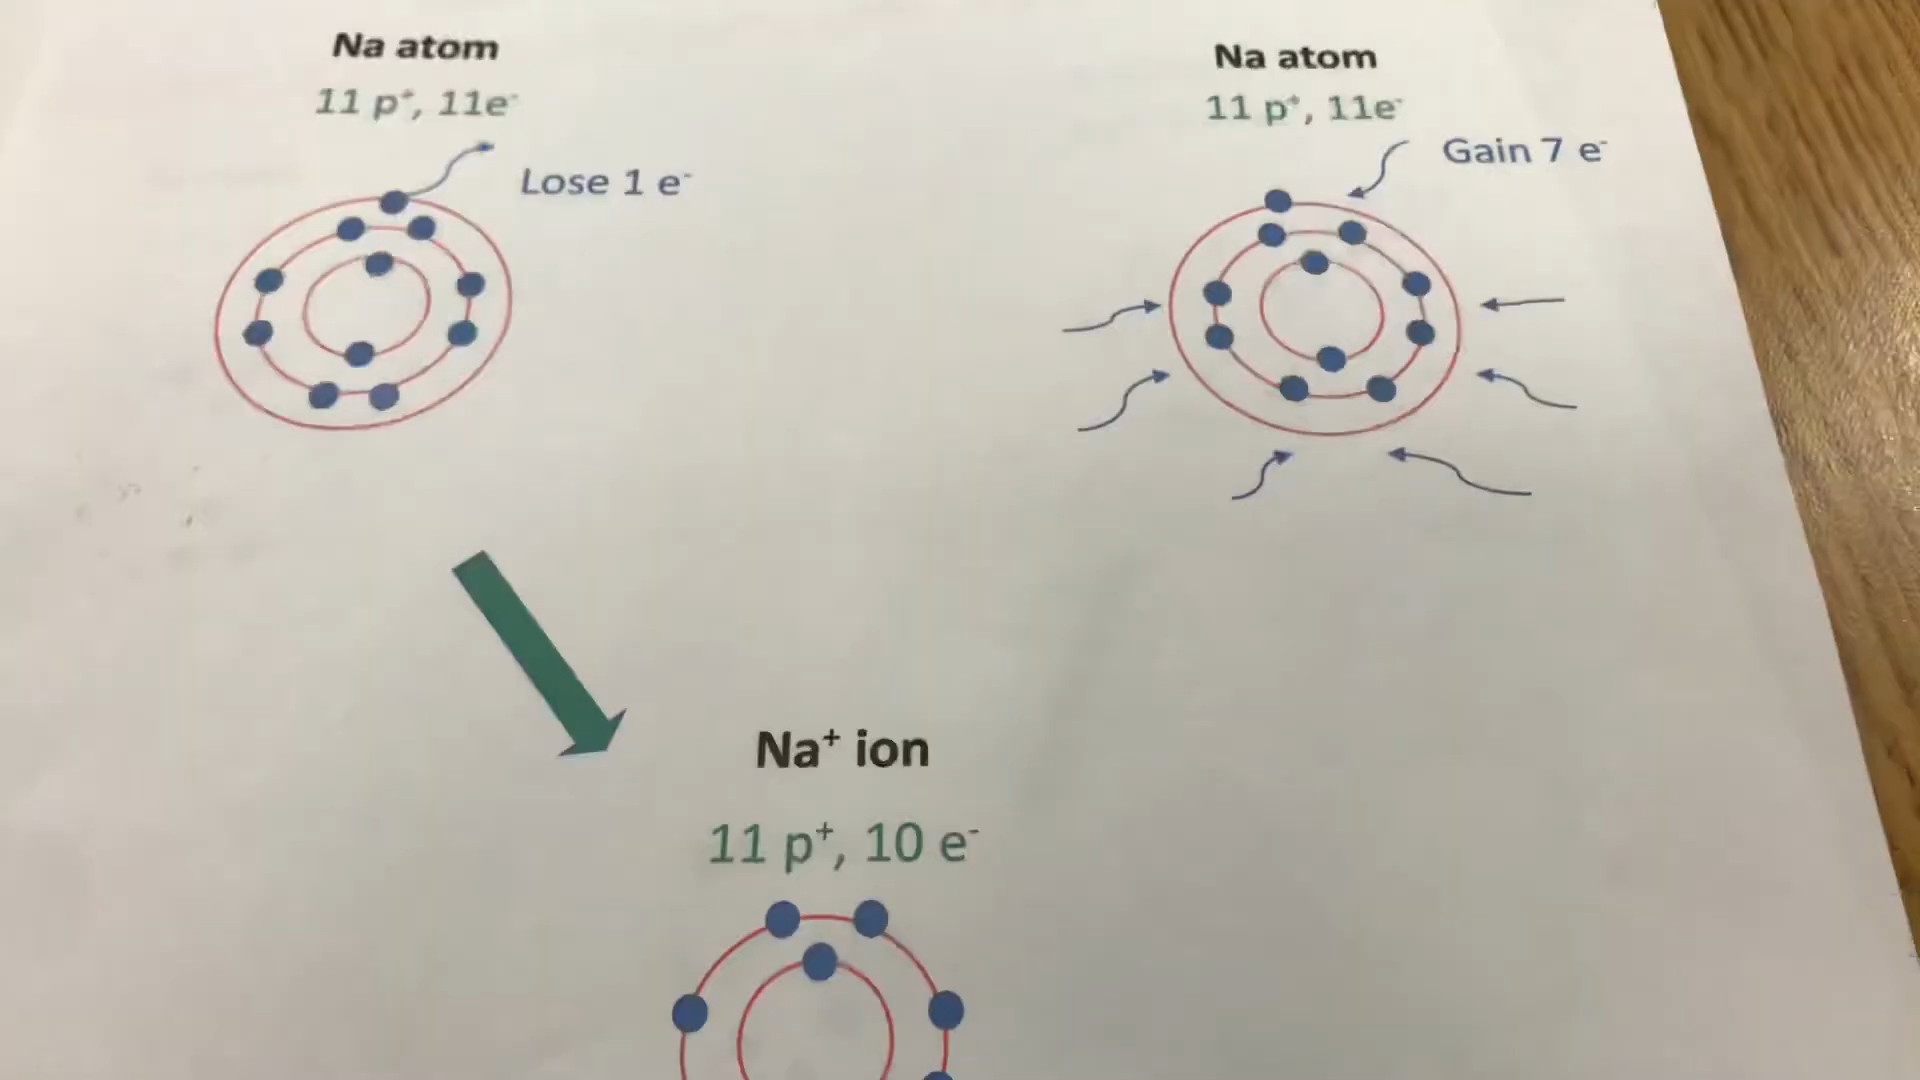 Na atom
11 p⁺, 11e⁻
Lose 1 e⁻
Na atom
11 p⁺, 11e⁻
Gain 7 e⁻
Na⁺ ion
11 p⁺, 10 e⁻